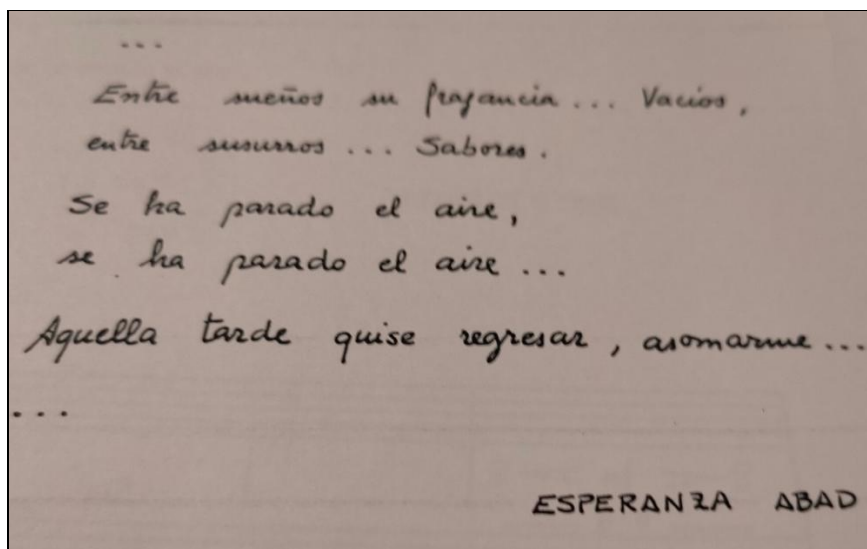 ...
Entre sueños su fragancia... Vacíos,
entre susurros... Sabores.
Se ha parado el aire,
se ha parado el aire...
Aquella tarde quise regresar, asomarme...
...
ESPERANZA ABAD